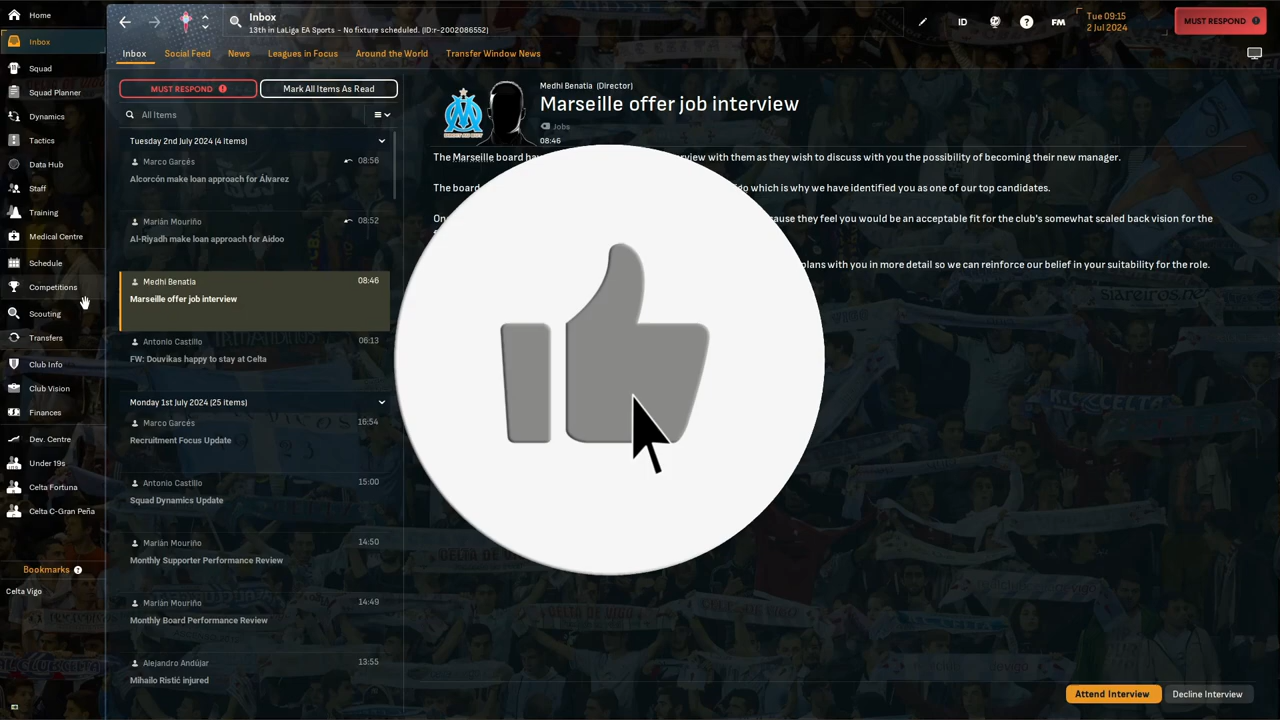 Home
Inbox
Squad
Squad Planner
Dynamics
Tactics
Data Hub
Staff
Training
Medical Centre
Schedule
Competitions
Scouting
Transfers
Club Info
Club Vision
Finances
Dev. Centre
Under 19s
Celta Fortuna
Celta C-Gran Peña
Bookmarks ?
Celta Vigo
Inbox
13th in LaLiga EA Sports - No fixture scheduled. (ID:r-2002086552)
ID
?
FM
Tue 09:15
2 Jul 2024
MUST RESPOND !
Inbox Social Feed News Leagues in Focus Around the World Transfer Window News
MUST RESPOND ! Mark All Items As Read
All Items
Tuesday 2nd July 2024 (4 items)
Marco Garcés 08:56
Alcorcón make loan approach for Álvarez
Marián Mouriño 08:52
Al-Riyadh make loan approach for Aidoo
Medhi Benatia 08:46
Marseille offer job interview
Antonio Castillo 06:13
FW: Douvikas happy to stay at Celta
Monday 1st July 2024 (25 items)
Marco Garcés 16:54
Recruitment Focus Update
Antonio Castillo 15:00
Squad Dynamics Update
Marián Mouriño 14:50
Monthly Supporter Performance Review
Marián Mouriño 14:49
Monthly Board Performance Review
Alejandro Andújar 13:55
Mihailo Ristić injured
Medhi Benatia (Director)
Marseille offer job interview
Jobs
08:46
The Marseille board with them as they wish to discuss with you the possibility of becoming their new manager.
The board which is why we have identified you as one of our top candidates.
they feel you would be an acceptable fit for the club's somewhat scaled back vision for the
with you in more detail so we can reinforce our belief in your suitability for the role.
Attend Interview Decline Interview